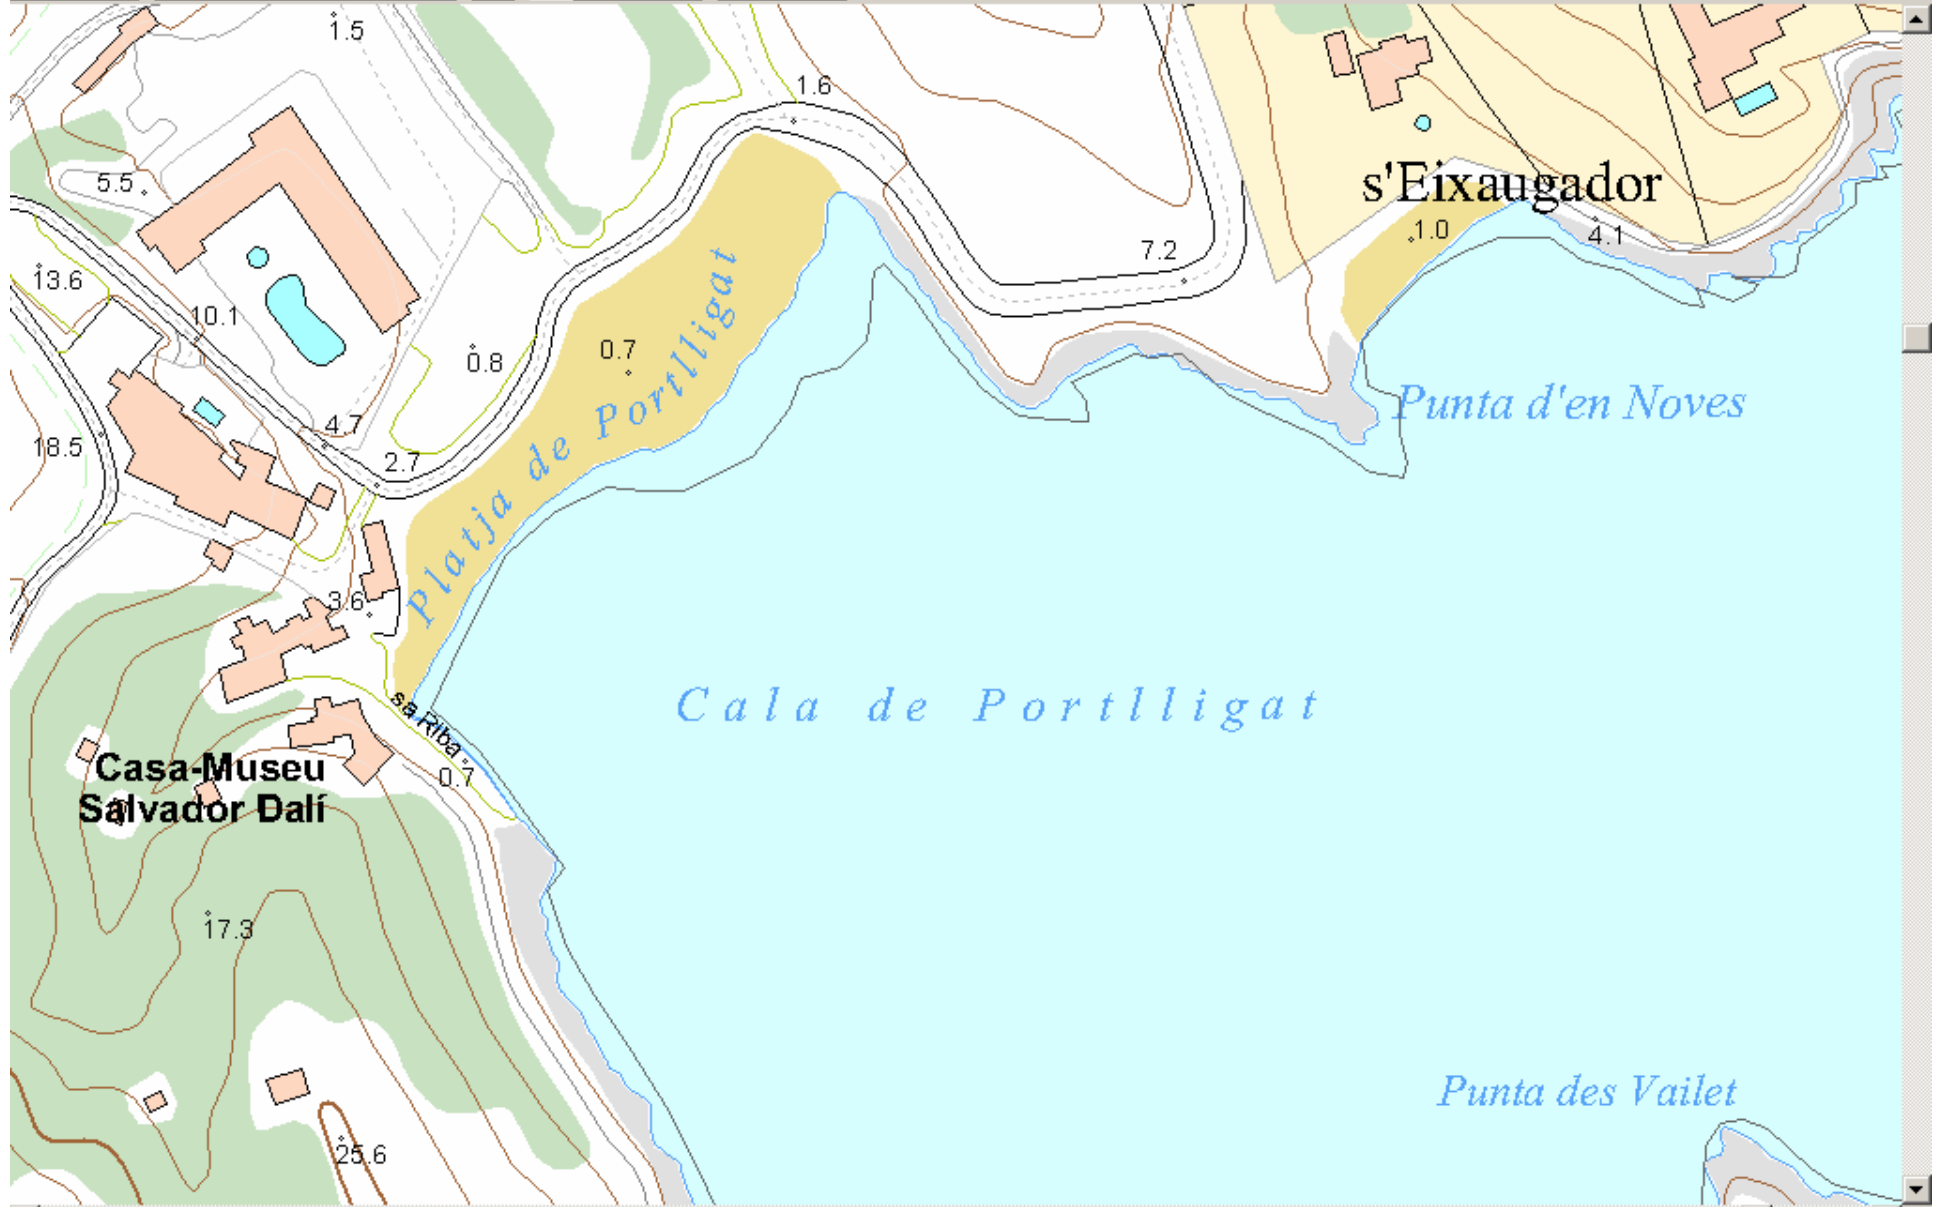 1.5
1.6
5.5
s'Eixaugador
1.0
4.1
7.2
13.6
10.1
0.7
0.8
Platja de Portlligat
Punta d'en Noves
4.7
18.5
2.7
3.6
Cala de Portlligat
sa Riba
0.7
Casa-Museu
Salvador Dalí
17.3
Punta des Vailet
25.6